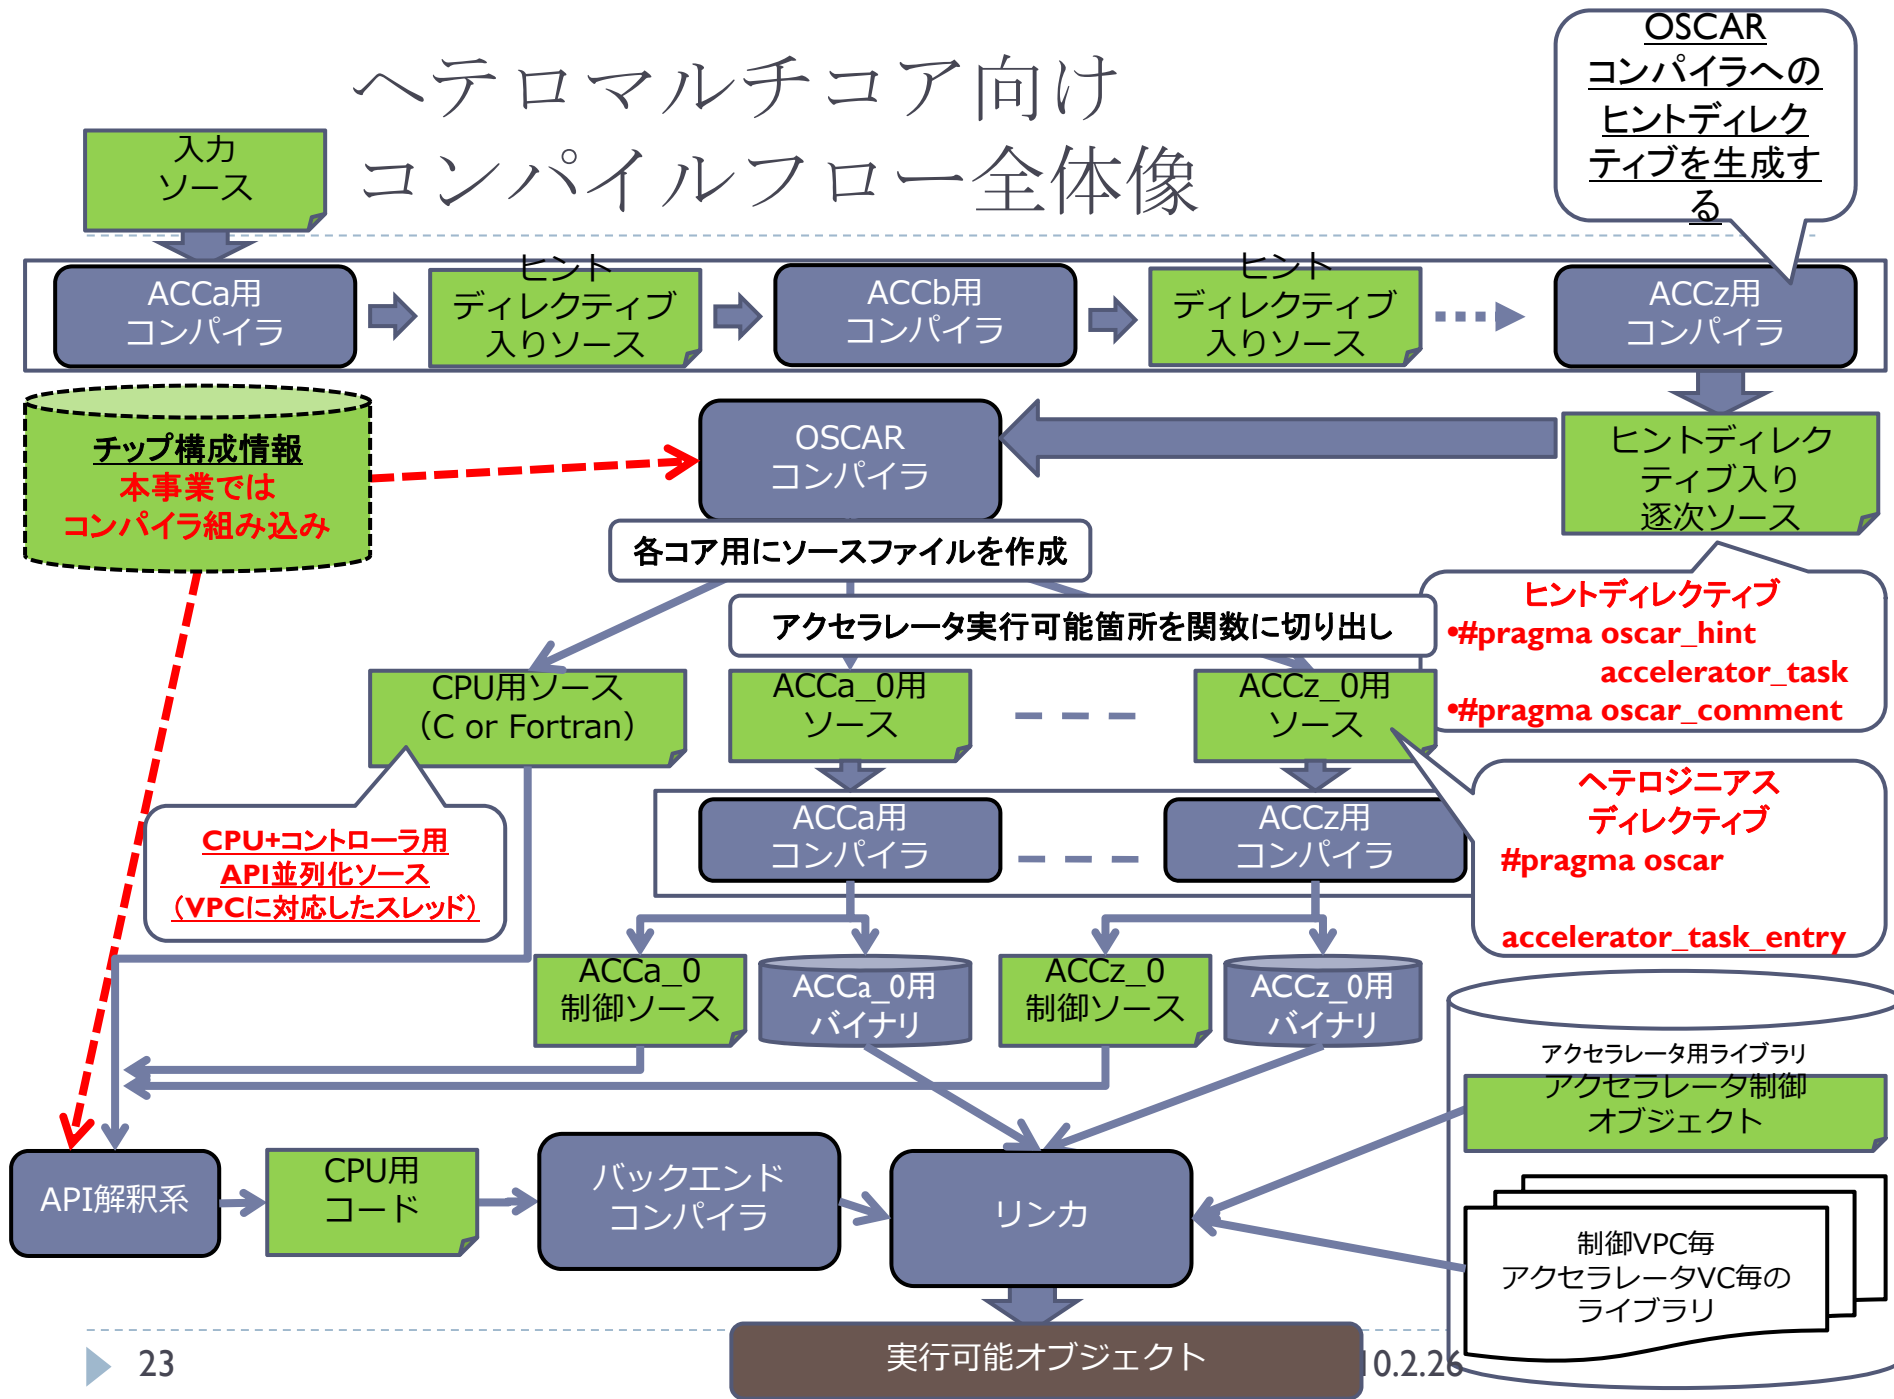 ヘテロマルチコア向け
コンパイルフロー全体像
OSCAR
コンパイラへの
ヒントディレク
ティブを生成す
る
入力
ソース
ACCa用
コンパイラ
ヒント
ディレクティブ
入りソース
ACCb用
コンパイラ
ヒント
ディレクティブ
入りソース
ACCz用
コンパイラ
チップ構成情報
本事業では
コンパイラ組み込み
OSCAR
コンパイラ
ヒントディレク
ティブ入り
逐次ソース
各コア用にソースファイルを作成
アクセラレータ実行可能箇所を関数に切り出し
ヒントディレクティブ
•#pragma oscar_hint
accelerator_task
•#pragma oscar_comment
CPU用ソース
（C or Fortran）
ACCa_0用
ソース
ACCz_0用
ソース
CPU+コントローラ用
API並列化ソース
（VPCに対応したスレッド）
ACCa用
コンパイラ
ACCz用
コンパイラ
ヘテロジニアス
ディレクティブ
#pragma oscar
accelerator_task_entry
ACCa_0
制御ソース
ACCa_0用
バイナリ
ACCz_0
制御ソース
ACCz_0用
バイナリ
アクセラレータ用ライブラリ
アクセラレータ制御
オブジェクト
API解釈系
CPU用
コード
バックエンド
コンパイラ
リンカ
制御VPC毎
アクセラレータVC毎の
ライブラリ
実行可能オブジェクト
23
10.2.26